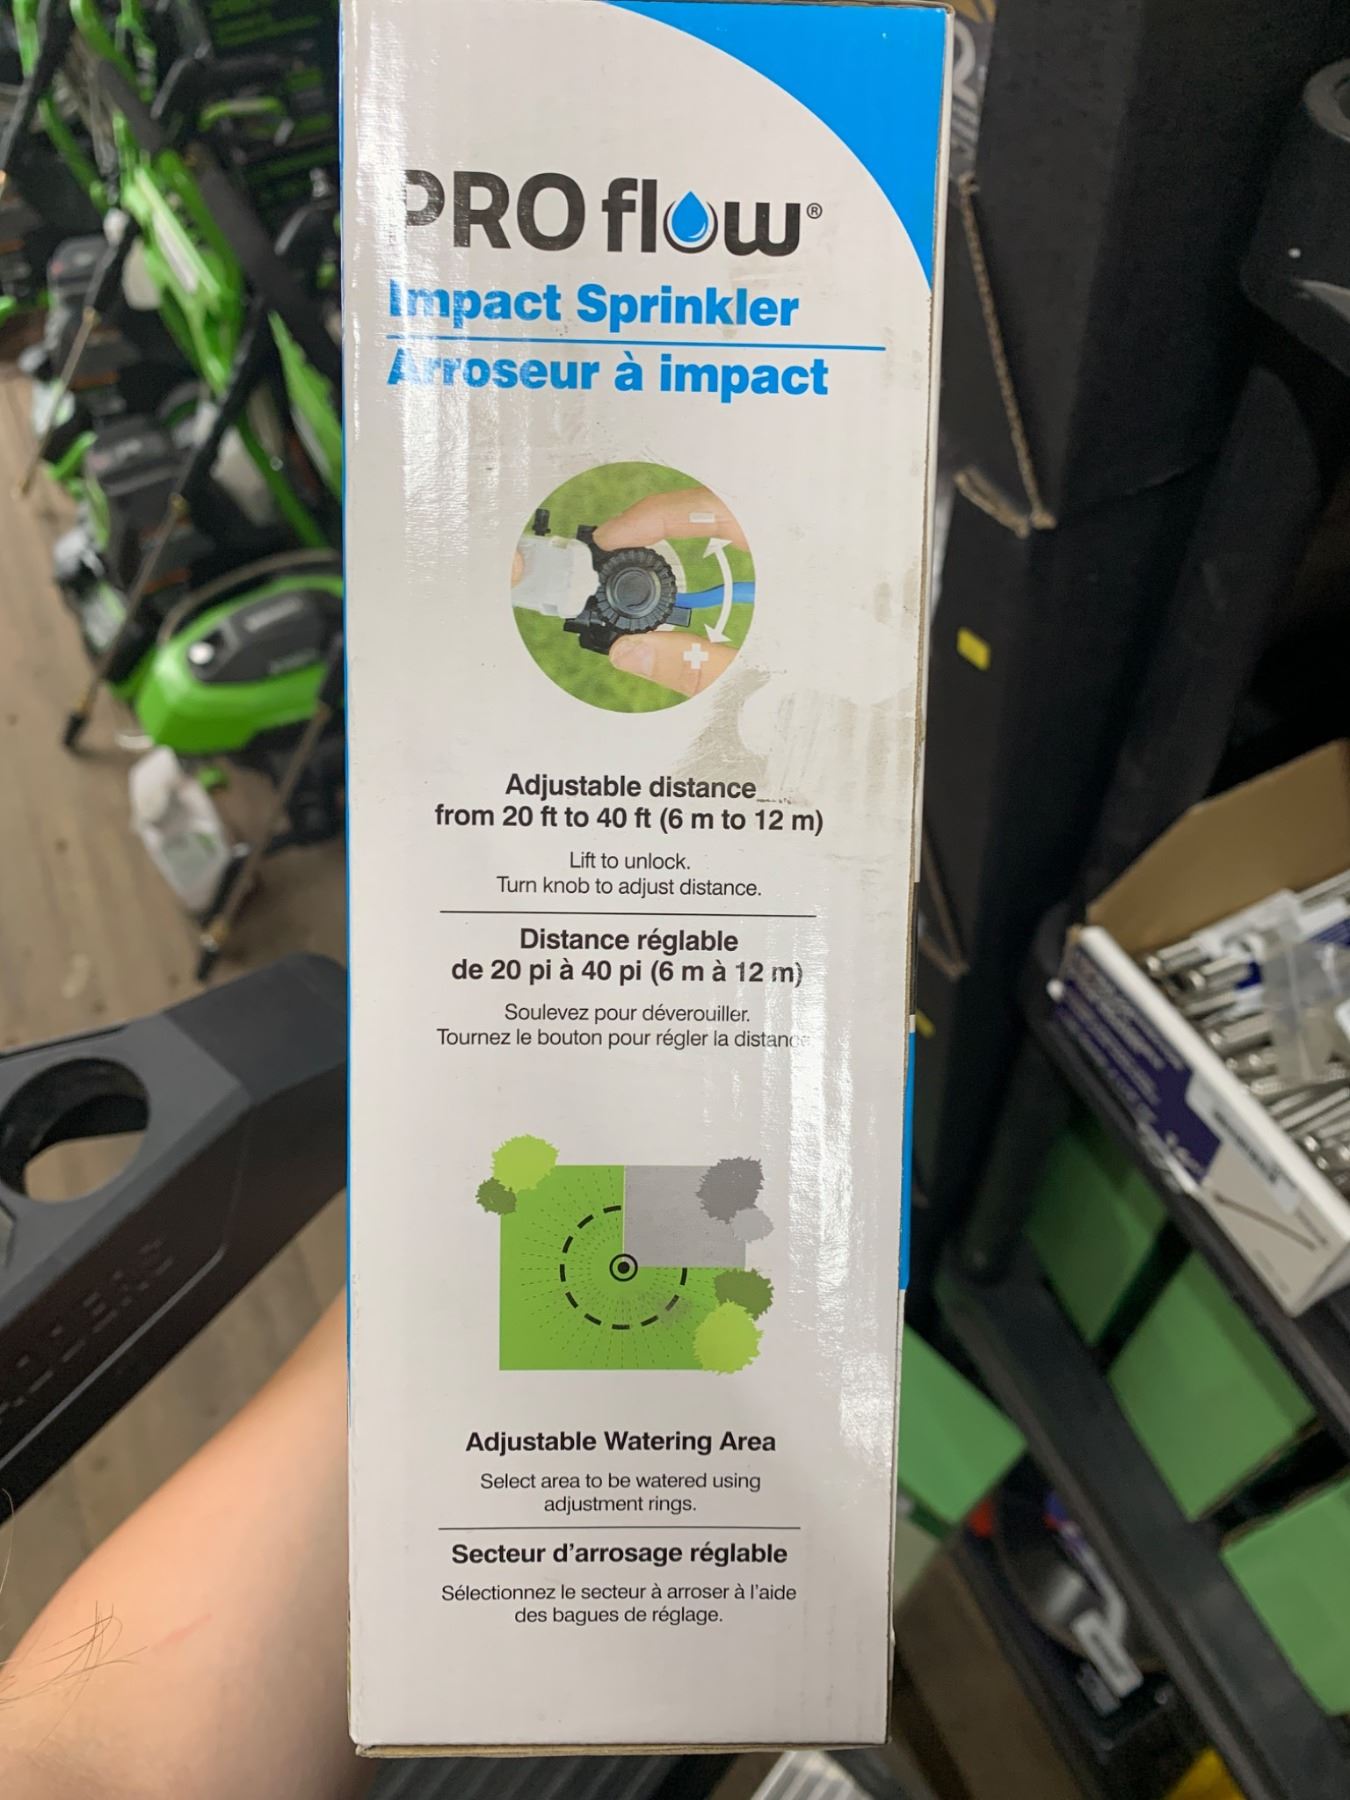 PRO flow®
Impact Sprinkler
Arroseur à impact
Adjustable distance
from 20 ft to 40 ft (6 m to 12 m)
Lift to unlock.
Turn knob to adjust distance.
Distance réglable
de 20 pi à 40 pi (6 m à 12 m)
Soulevez pour déverouiller.
Tournez le bouton pour régler la distance
Adjustable Watering Area
Select area to be watered using
adjustment rings.
Secteur d'arrosage réglable
Sélectionnez le secteur à arroser à l'aide
des bagues de réglage.